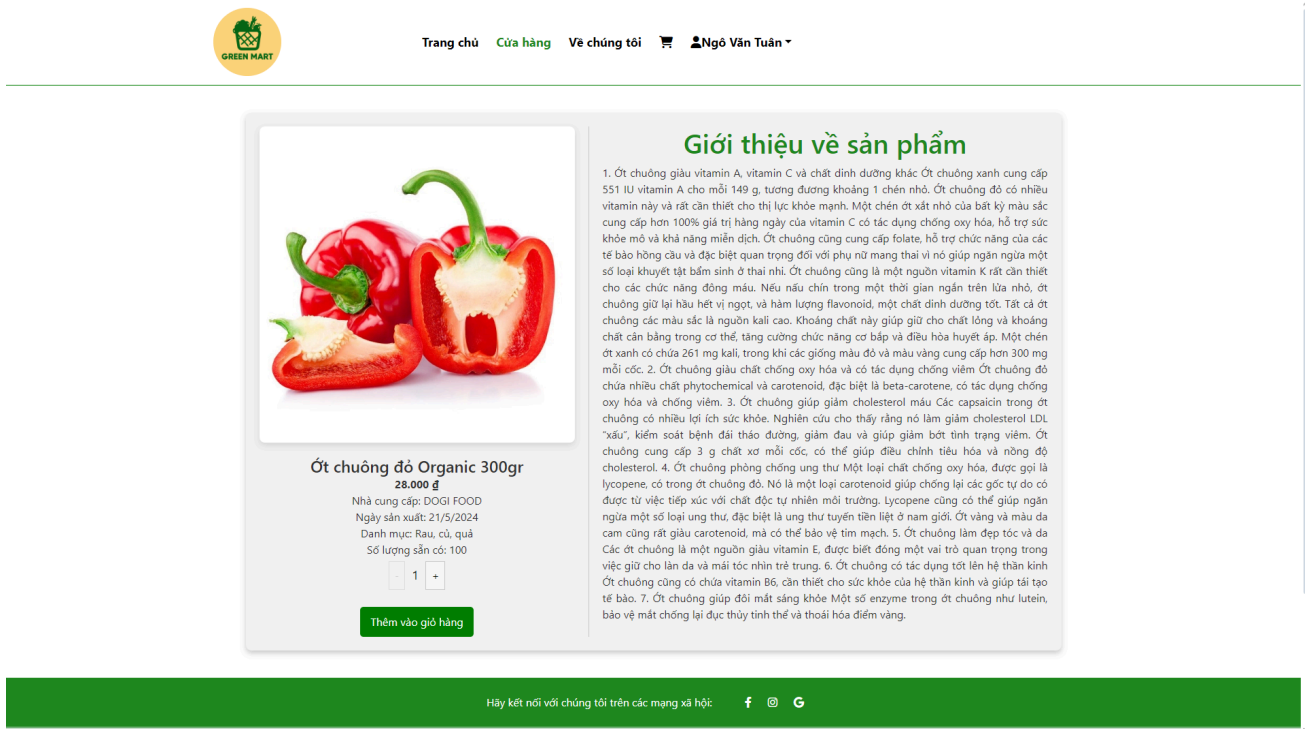 GREEN MART
Trang chủ Cửa hàng Về chúng tôi Ngô Văn Tuân
Giới thiệu về sản phẩm
1. Ớt chuông giàu vitamin A, vitamin C và chất dinh dưỡng khác Ớt chuông xanh cung cấp
551 IU vitamin A cho mỗi 149 g, tương đương khoảng 1 chén nhỏ. Ớt chuông đỏ có nhiều
vitamin này và rất cần thiết cho thị lực khỏe mạnh. Một chén ớt xắt nhỏ của bất kỳ màu sắc
cung cấp hơn 100% giá trị hàng ngày của vitamin C có tác dụng chống oxy hóa, hỗ trợ sức
khỏe mô và khả năng miễn dịch. Ớt chuông cũng cung cấp folate, hỗ trợ chức năng của các
tế bào hồng cầu và đặc biệt quan trọng đối với phụ nữ mang thai vì nó giúp ngăn ngừa một
số loại khuyết tật bẩm sinh ở thai nhi. Ớt chuông cũng là một nguồn vitamin K rất cần thiết
cho các chức năng đông máu. Nếu nấu chín trong một thời gian ngắn trên lửa nhỏ, ớt
chuông giữ lại hầu hết vị ngọt, và hàm lượng flavonoid, một chất dinh dưỡng tốt. Tất cả ớt
chuông các màu sắc là nguồn kali cao. Khoáng chất này giúp giữ cho chất lỏng và khoáng
chất cân bằng trong cơ thể, tăng cường chức năng cơ bắp và điều hòa huyết áp. Một chén
ớt xanh có chứa 261 mg kali, trong khi các giống màu đỏ và màu vàng cung cấp hơn 300 mg
mỗi cốc. 2. Ớt chuông giàu chất chống oxy hóa và có tác dụng chống viêm Ớt chuông đỏ
chứa nhiều chất phytochemical và carotenoid, đặc biệt là beta-carotene, có tác dụng chống
oxy hóa và chống viêm. 3. Ớt chuông giúp giảm cholesterol máu Các capsaicin trong ớt
chuông có nhiều lợi ích sức khỏe. Nghiên cứu cho thấy rằng nó làm giảm cholesterol LDL
"xấu", kiểm soát bệnh đái tháo đường, giảm đau và giúp giảm bớt tình trạng viêm. Ớt
chuông cung cấp 3 g chất xơ mỗi cốc, có thể giúp điều chỉnh tiêu hóa và nồng độ
cholesterol. 4. Ớt chuông phòng chống ung thư Một loại chất chống oxy hóa, được gọi là
lycopene, có trong ớt chuông đỏ. Nó là một loại carotenoid giúp chống lại các gốc tự do có
được từ việc tiếp xúc với chất độc tự nhiên môi trường. Lycopene cũng có thể giúp ngăn
ngừa một số loại ung thư, đặc biệt là ung thư tuyến tiền liệt ở nam giới. Ớt vàng và màu da
cam cũng rất giàu carotenoid, mà có thể bảo vệ tim mạch. 5. Ớt chuông làm đẹp tóc và da
Các ớt chuông là một nguồn giàu vitamin E, được biết đóng một vai trò quan trọng trong
việc giữ cho làn da và mái tóc nhìn trẻ trung. 6. Ớt chuông có tác dụng tốt lên hệ thần kinh
Ớt chuông cũng có chứa vitamin B6, cần thiết cho sức khỏe của hệ thần kinh và giúp tái tạo
tế bào. 7. Ớt chuông giúp đôi mắt sáng khỏe Một số enzyme trong ớt chuông như lutein,
bảo vệ mắt chống lại đục thủy tinh thể và thoái hóa điểm vàng.
Ớt chuông đỏ Organic 300gr
28.000 ₫
Nhà cung cấp: DOGI FOOD
Ngày sản xuất: 21/5/2024
Danh mục: Rau, củ, quả
Số lượng sẵn có: 100
- 1 +
Thêm vào giỏ hàng
Hãy kết nối với chúng tôi trên các mạng xã hội: